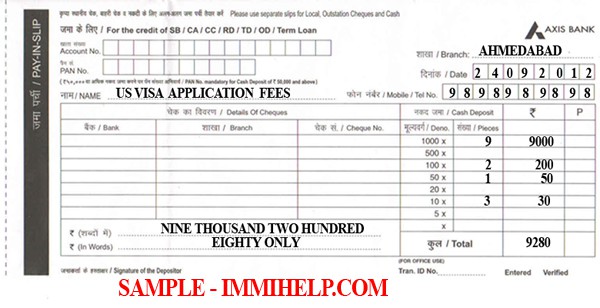 कृपया स्थानीय चेक, बाहरी चेक व नकदी के लिए अलग-अलग जमा पर्ची तैयार करें Please use separate slips for Local, Outstation Cheques and Cash
AXIS BANK
जमा पर्ची / PAY-IN-SLIP
जमा के लिए / For the credit of SB / CA / CC / RD / TD / OD / Term Loan
खाता संख्या
Account No.
शाखा / Branch: AHMEDABAD
पैन सं.
PAN No.
दिनांक / Date 2 4 0 9 2 0 1 2
PAN No. mandatory for Cash Deposit of ₹ 50,000 and above)
नाम / NAME US VISA APPLICATION FEES
फोन नंबर / Mobile / Tel No. 9 8 9 8 9 8 9 8 9 8
चेक का विवरण / Details Of Cheques
नकद जमा / Cash Deposit ₹ P
बैंक / Bank शाखा / Branch चेक सं. / Cheque No.
मूल्यवर्ग / Deno. संख्या / Pieces
1000 x 9 9000
500 x
100 x 2 200
50 x 1 50
20 x
10 x 3 30
5 x
x
₹ (शब्दों में) NINE THOUSAND TWO HUNDRED
₹ (In Words) EIGHTY ONLY
कुल / Total 9280
जमाकर्ता के हस्ताक्षर / Signature of the Depositor
(FOR OFFICE USE)
Tran. ID No. Entered Verified
SAMPLE - IMMIHELP.COM